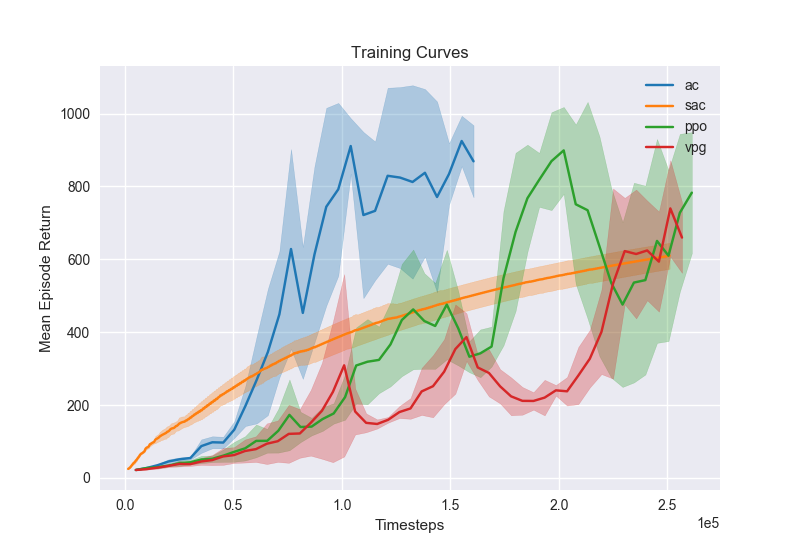 Training Curves
ac
sac
ppo
vpg
Mean Episode Return
1000
800
600
400
200
0
0.0 0.5 1.0 1.5 2.0 2.5
1e5
Timesteps